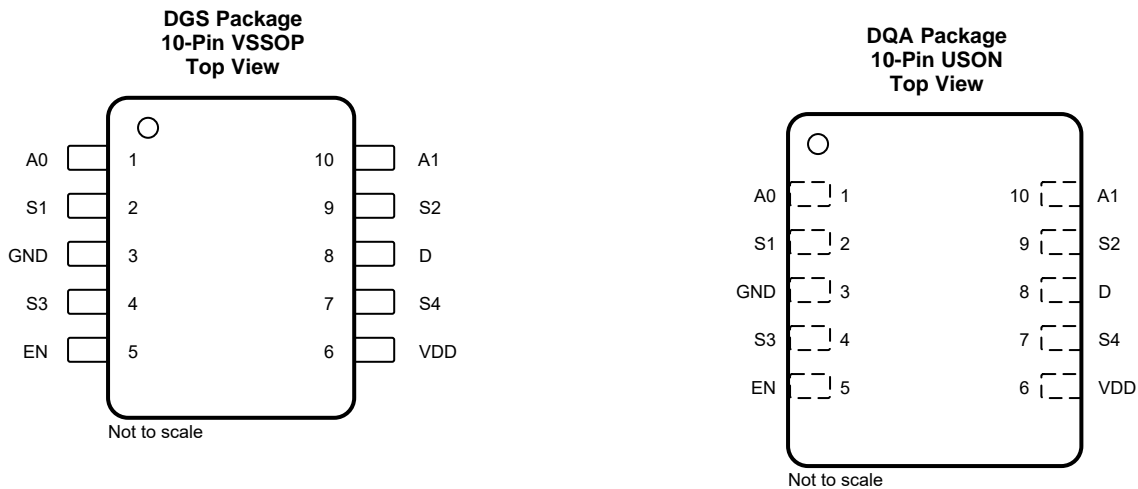 DGS Package
10-Pin VSSOP
Top View
A0 1 10 A1
S1 2 9 S2
GND 3 8 D
S3 4 7 S4
EN 5 6 VDD
Not to scale
DQA Package
10-Pin USON
Top View
A0 1 10 A1
S1 2 9 S2
GND 3 8 D
S3 4 7 S4
EN 5 6 VDD
Not to scale